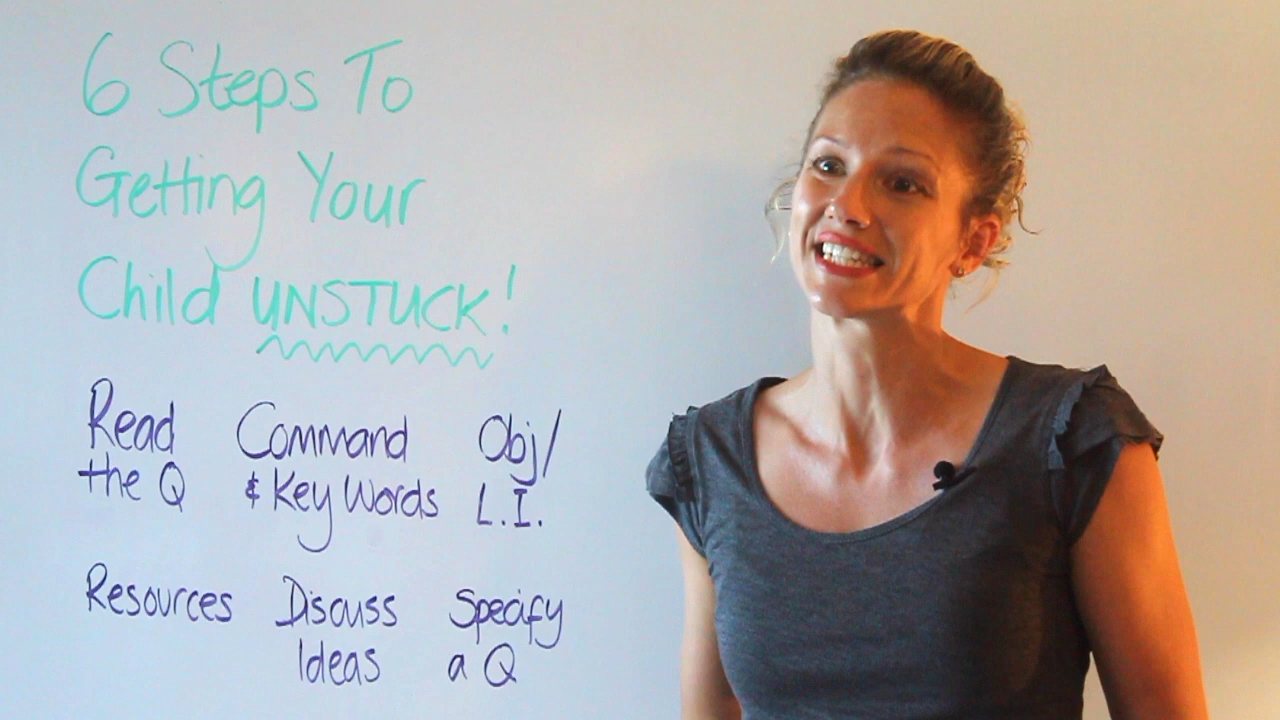 6 Steps To
Getting Your
Child UNSTUCK!
Read the Q
Command & Key Words
Obj/ L.I.
Resources
Discuss Ideas
Specify a Q